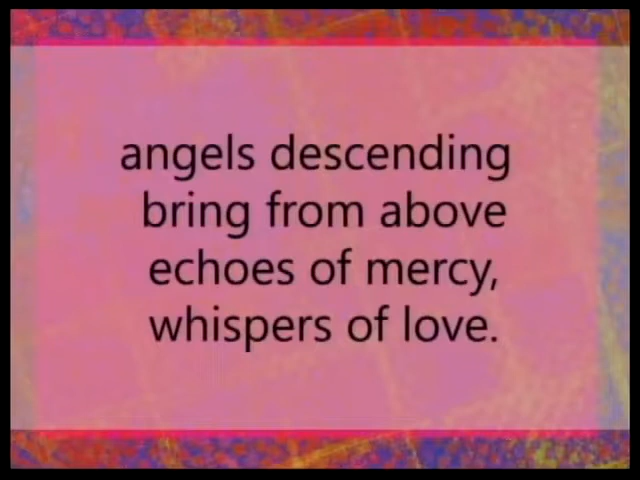 angels descending
bring from above
echoes of mercy,
whispers of love.